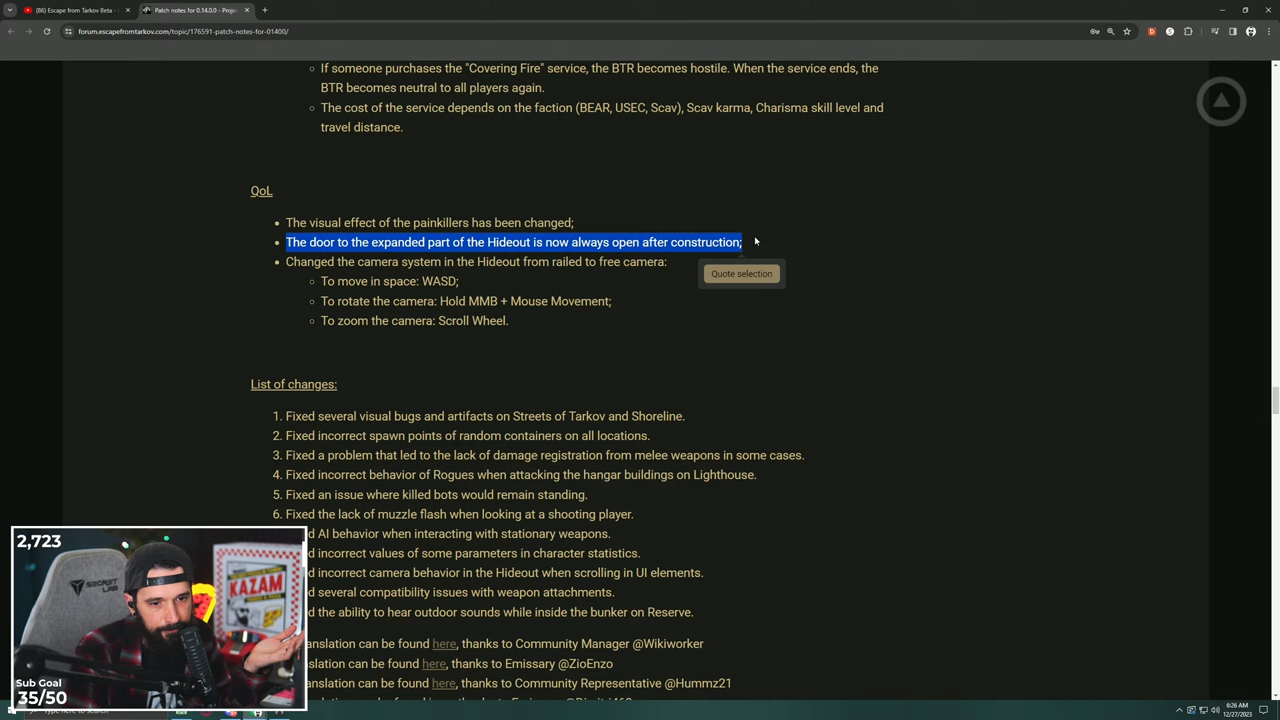 (86) Escape from Tarkov Beta -
Patch notes for 0.14.0.0 - Proje
forum.escapefromtarkov.com/topic/176591-patch-notes-for-01400/
If someone purchases the "Covering Fire" service, the BTR becomes hostile. When the service ends, the
BTR becomes neutral to all players again.
The cost of the service depends on the faction (BEAR, USEC, Scav), Scav karma, Charisma skill level and
travel distance.
QoL
The visual effect of the painkillers has been changed;
The door to the expanded part of the Hideout is now always open after construction;
Quote selection
Changed the camera system in the Hideout from railed to free camera:
To move in space: WASD;
To rotate the camera: Hold MMB + Mouse Movement;
To zoom the camera: Scroll Wheel.
List of changes:
1. Fixed several visual bugs and artifacts on Streets of Tarkov and Shoreline.
2. Fixed incorrect spawn points of random containers on all locations.
3. Fixed a problem that led to the lack of damage registration from melee weapons in some cases.
4. Fixed incorrect behavior of Rogues when attacking the hangar buildings on Lighthouse.
5. Fixed an issue where killed bots would remain standing.
6. Fixed the lack of muzzle flash when looking at a shooting player.
d AI behavior when interacting with stationary weapons.
d incorrect values of some parameters in character statistics.
d incorrect camera behavior in the Hideout when scrolling in UI elements.
d several compatibility issues with weapon attachments.
d the ability to hear outdoor sounds while inside the bunker on Reserve.
anslation can be found here, thanks to Community Manager @Wikiworker
slation can be found here, thanks to Emissary @ZioEnzo
slation can be found here, thanks to Community Representative @Hummz21
2,723
SECRETLAB
KAZAM
Sub Goal
35/50
Type here to search
6:26 AM
12/27/2023